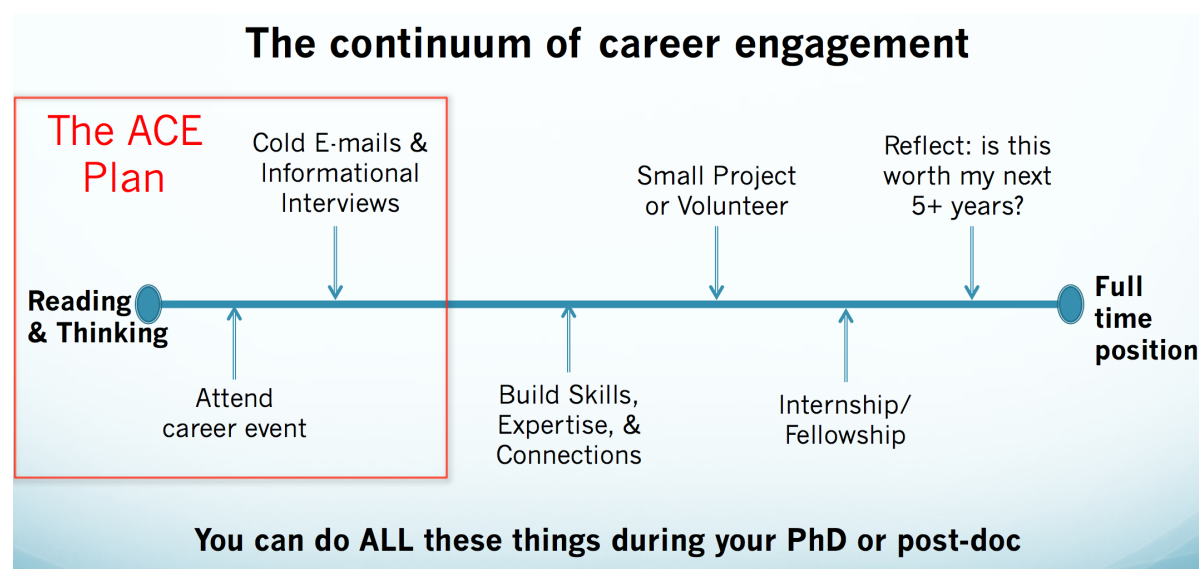 The continuum of career engagement
The ACE
Plan
Cold E-mails &
Informational
Interviews
Small Project
or Volunteer
Reflect: is this
worth my next
5+ years?
Reading
& Thinking
Full
time
position
Attend
career event
Build Skills,
Expertise, &
Connections
Internship/
Fellowship
You can do ALL these things during your PhD or post-doc